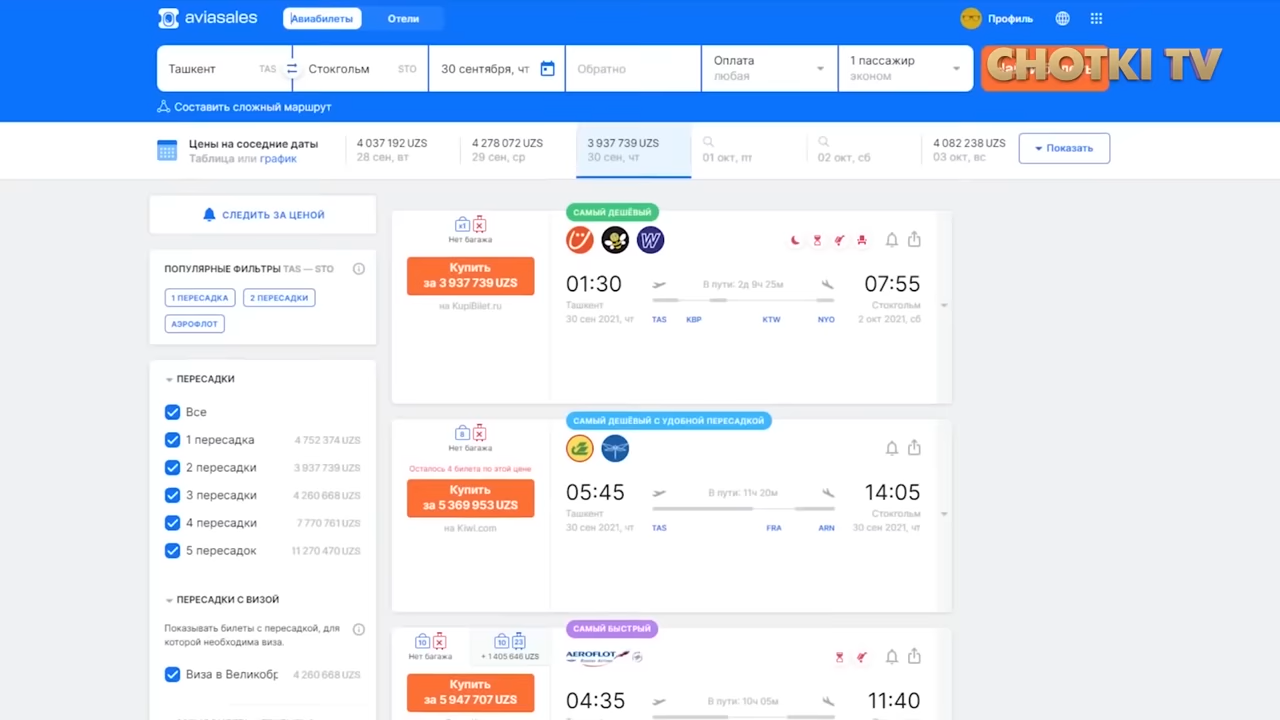 aviasales
Авиабилеты
Отели
Профиль
CHOTKI TV
Ташкент TAS
Стокгольм STO
30 сентября, чт
Обратно
Оплата
любая
1 пассажир
эконом
Составить сложный маршрут
Цены на соседние даты
Таблица или график
4 037 192 UZS
28 сен, вт
4 278 072 UZS
29 сен, ср
3 937 739 UZS
30 сен, чт
01 окт, пт
02 окт, сб
4 082 238 UZS
03 окт, вс
Показать
СЛЕДИТЬ ЗА ЦЕНОЙ
ПОПУЛЯРНЫЕ ФИЛЬТРЫ TAS — STO
1 ПЕРЕСАДКА
2 ПЕРЕСАДКИ
АЭРОФЛОТ
ПЕРЕСАДКИ
Все
1 пересадка 4 752 374 UZS
2 пересадки 3 937 739 UZS
3 пересадки 4 260 668 UZS
4 пересадки 7 770 761 UZS
5 пересадок 11 270 470 UZS
ПЕРЕСАДКИ С ВИЗОЙ
Показывать билеты с пересадкой, для
которой необходима виза.
Виза в Великобр 4 260 668 UZS
САМЫЙ ДЕШЁВЫЙ
x1
Нет багажа
Купить
за 3 937 739 UZS
на KupiBilet.ru
W
01:30
В пути: 2д 9ч 25м
07:55
Ташкент
Стокгольм
30 сен 2021, чт
TAS KBP KTW NYO
2 окт 2021, сб
САМЫЙ ДЕШЁВЫЙ С УДОБНОЙ ПЕРЕСАДКОЙ
8
Нет багажа
Осталось 4 билета по этой цене
Купить
за 5 369 953 UZS
на Kiwi.com
05:45
В пути: 11ч 20м
14:05
Ташкент
Стокгольм
30 сен 2021, чт
TAS FRA ARN
30 сен 2021, чт
САМЫЙ БЫСТРЫЙ
10
Нет багажа
10 23
+ 1 405 646 UZS
Купить
за 5 947 707 UZS
AEROFLOT
04:35
В пути: 10ч 05м
11:40